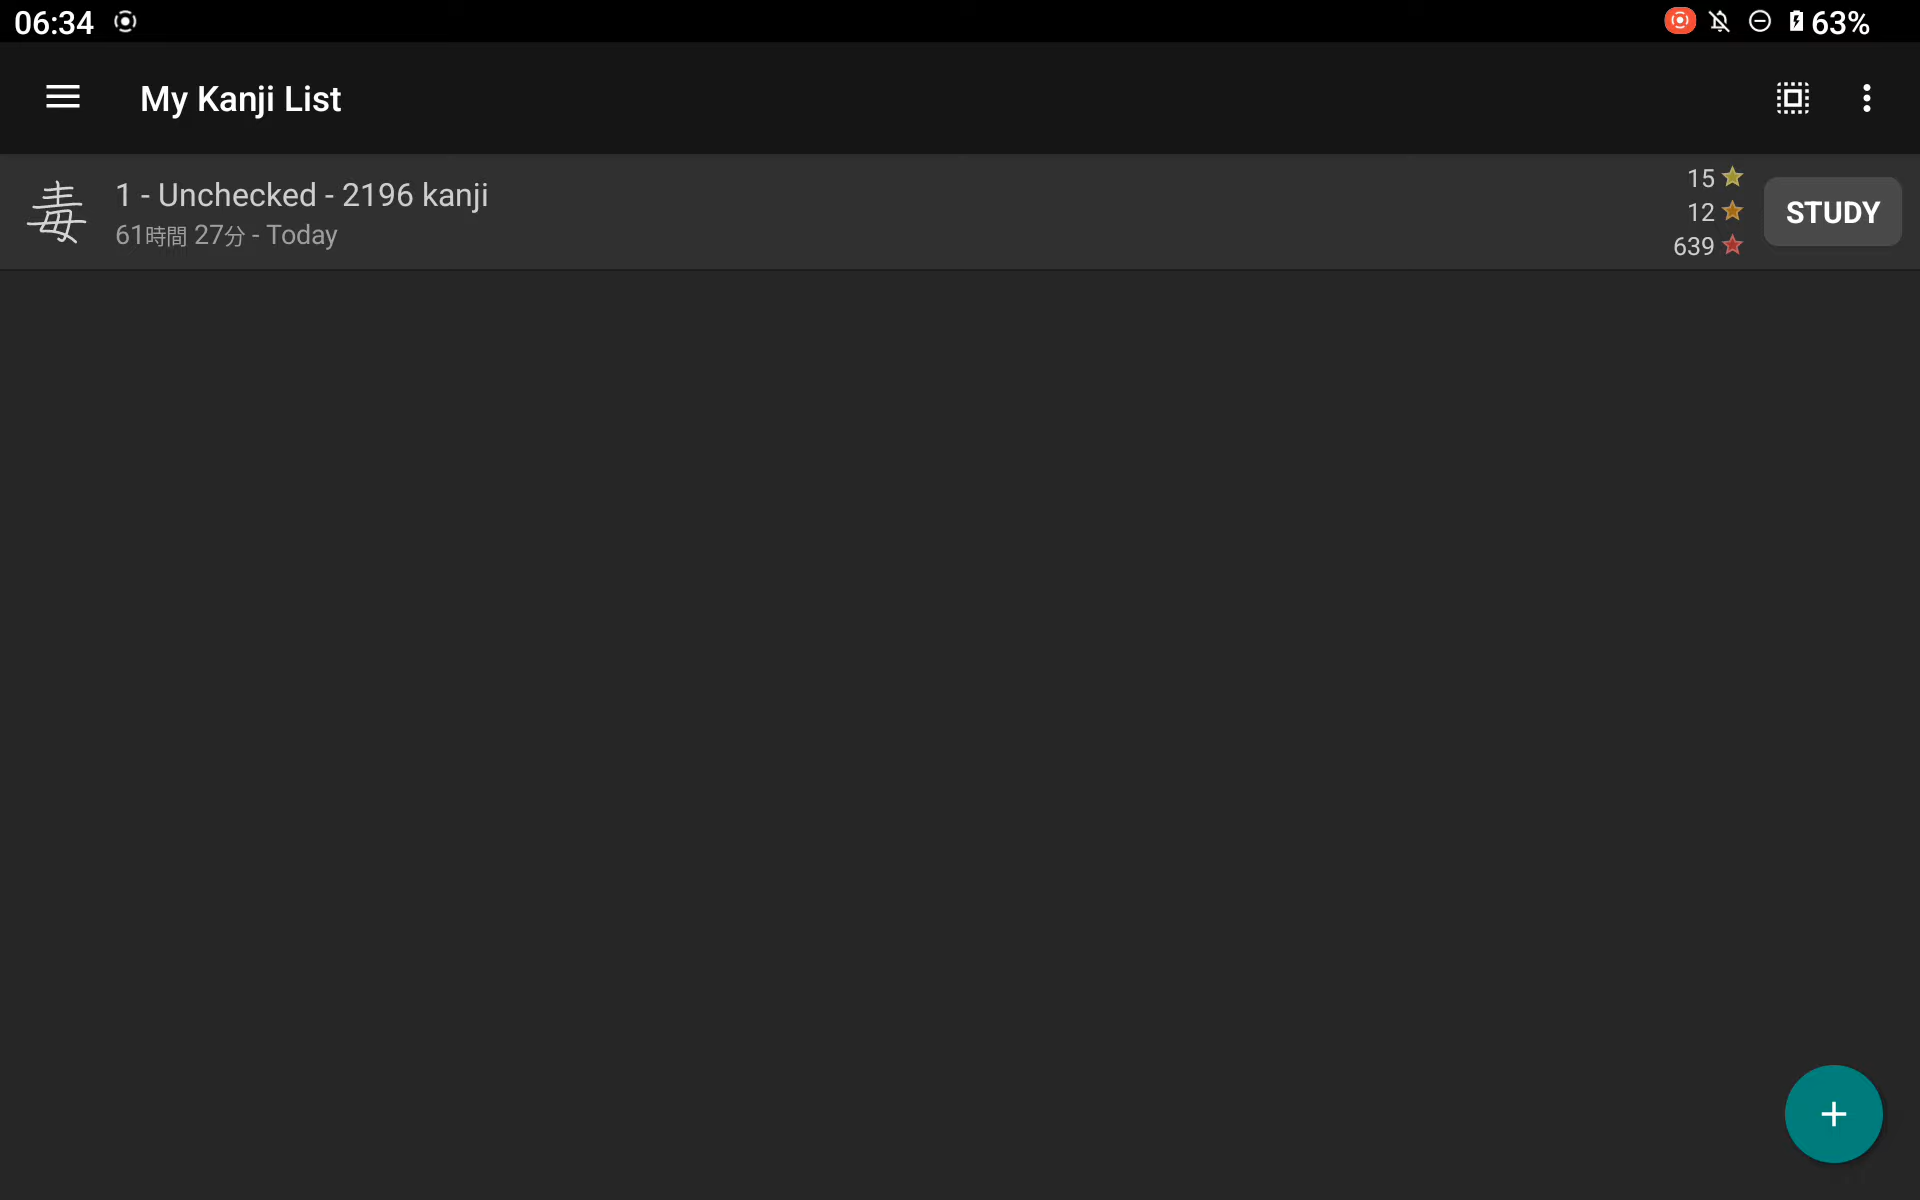 06:34
63%
My Kanji List
毒
1 - Unchecked - 2196 kanji
61時間 27分 - Today
15
12
639
STUDY